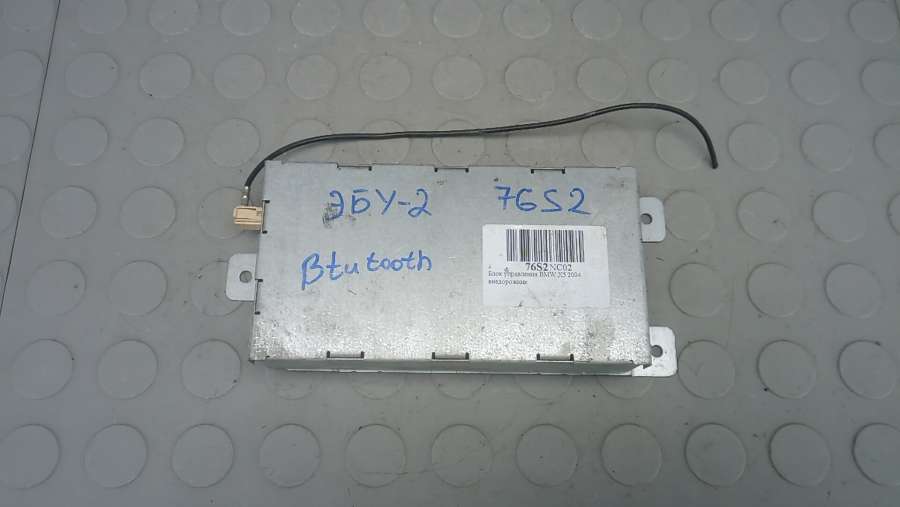 ЭБУ-2 76S2
Btutooth
76S2NC02
Блок управления BMW X5 2004
внедорожник